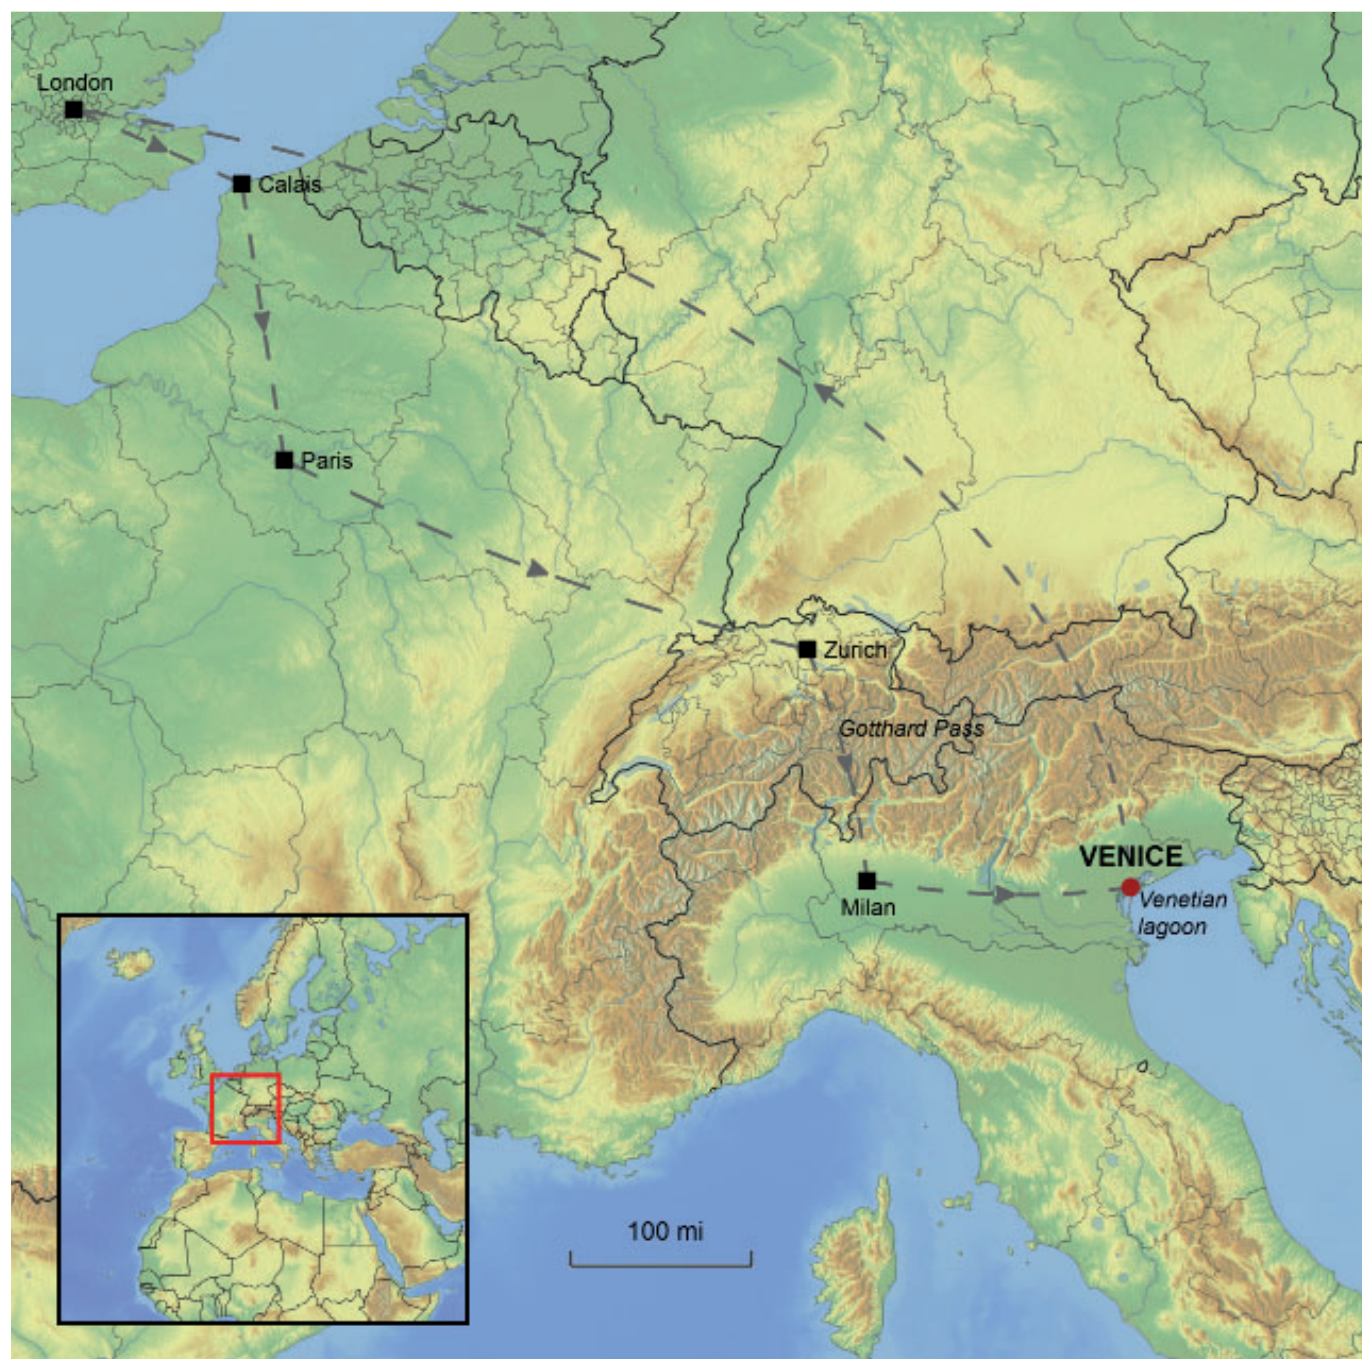 London
Calais
Paris
Zurich
Gotthard Pass
VENICE
Milan
Venetian
lagoon
100 mi